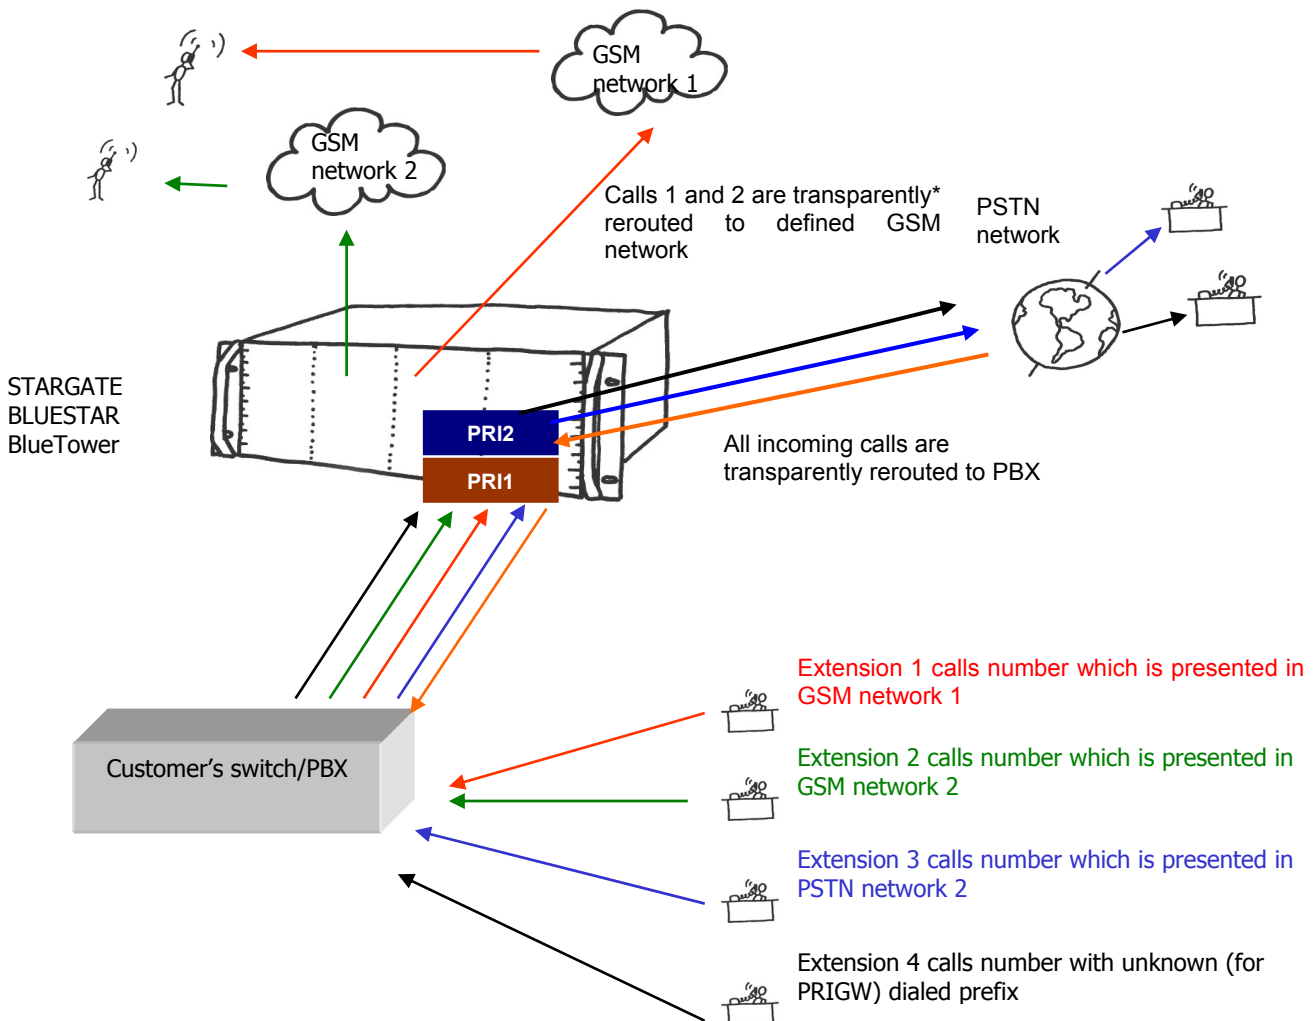 GSM
network 1
GSM
network 2
Calls 1 and 2 are transparently*
rerouted to defined GSM
network
PSTN
network
STARGATE
BLUESTAR
BlueTower
PRI2
PRI1
All incoming calls are
transparently rerouted to PBX
Customer's switch/PBX
Extension 1 calls number which is presented in
GSM network 1
Extension 2 calls number which is presented in
GSM network 2
Extension 3 calls number which is presented in
PSTN network 2
Extension 4 calls number with unknown (for
PRIGW) dialed prefix